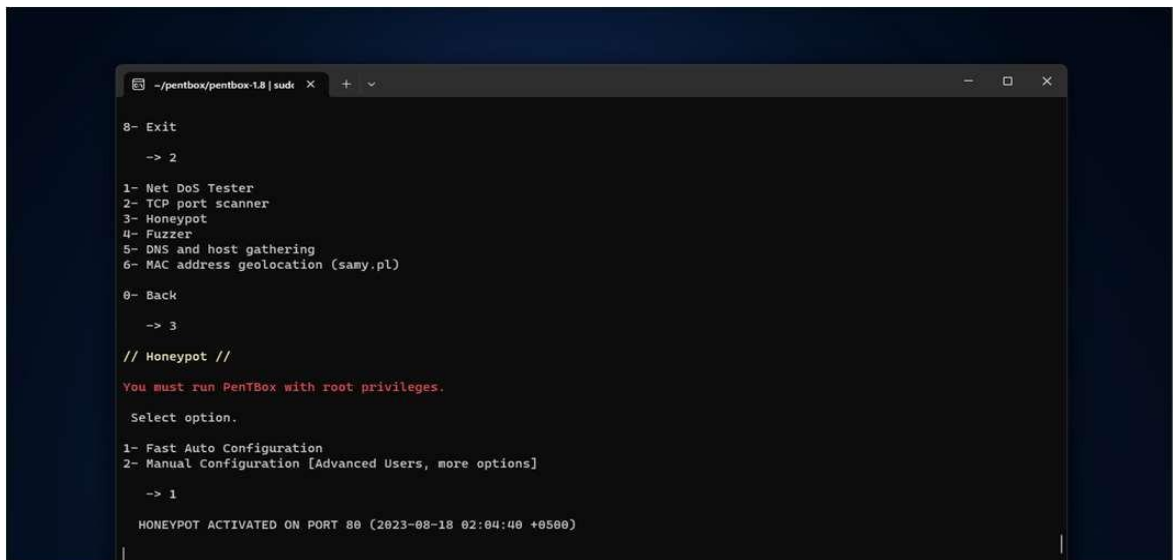 ~/pentbox/pentbox-1.8 | sudo
8- Exit
-> 2
1- Net DoS Tester
2- TCP port scanner
3- Honeypot
4- Fuzzer
5- DNS and host gathering
6- MAC address geolocation (samy.pl)
0- Back
-> 3
// Honeypot //
You must run PenTBox with root privileges.
Select option.
1- Fast Auto Configuration
2- Manual Configuration [Advanced Users, more options]
-> 1
HONEYPOT ACTIVATED ON PORT 80 (2023-08-18 02:04:40 +0500)